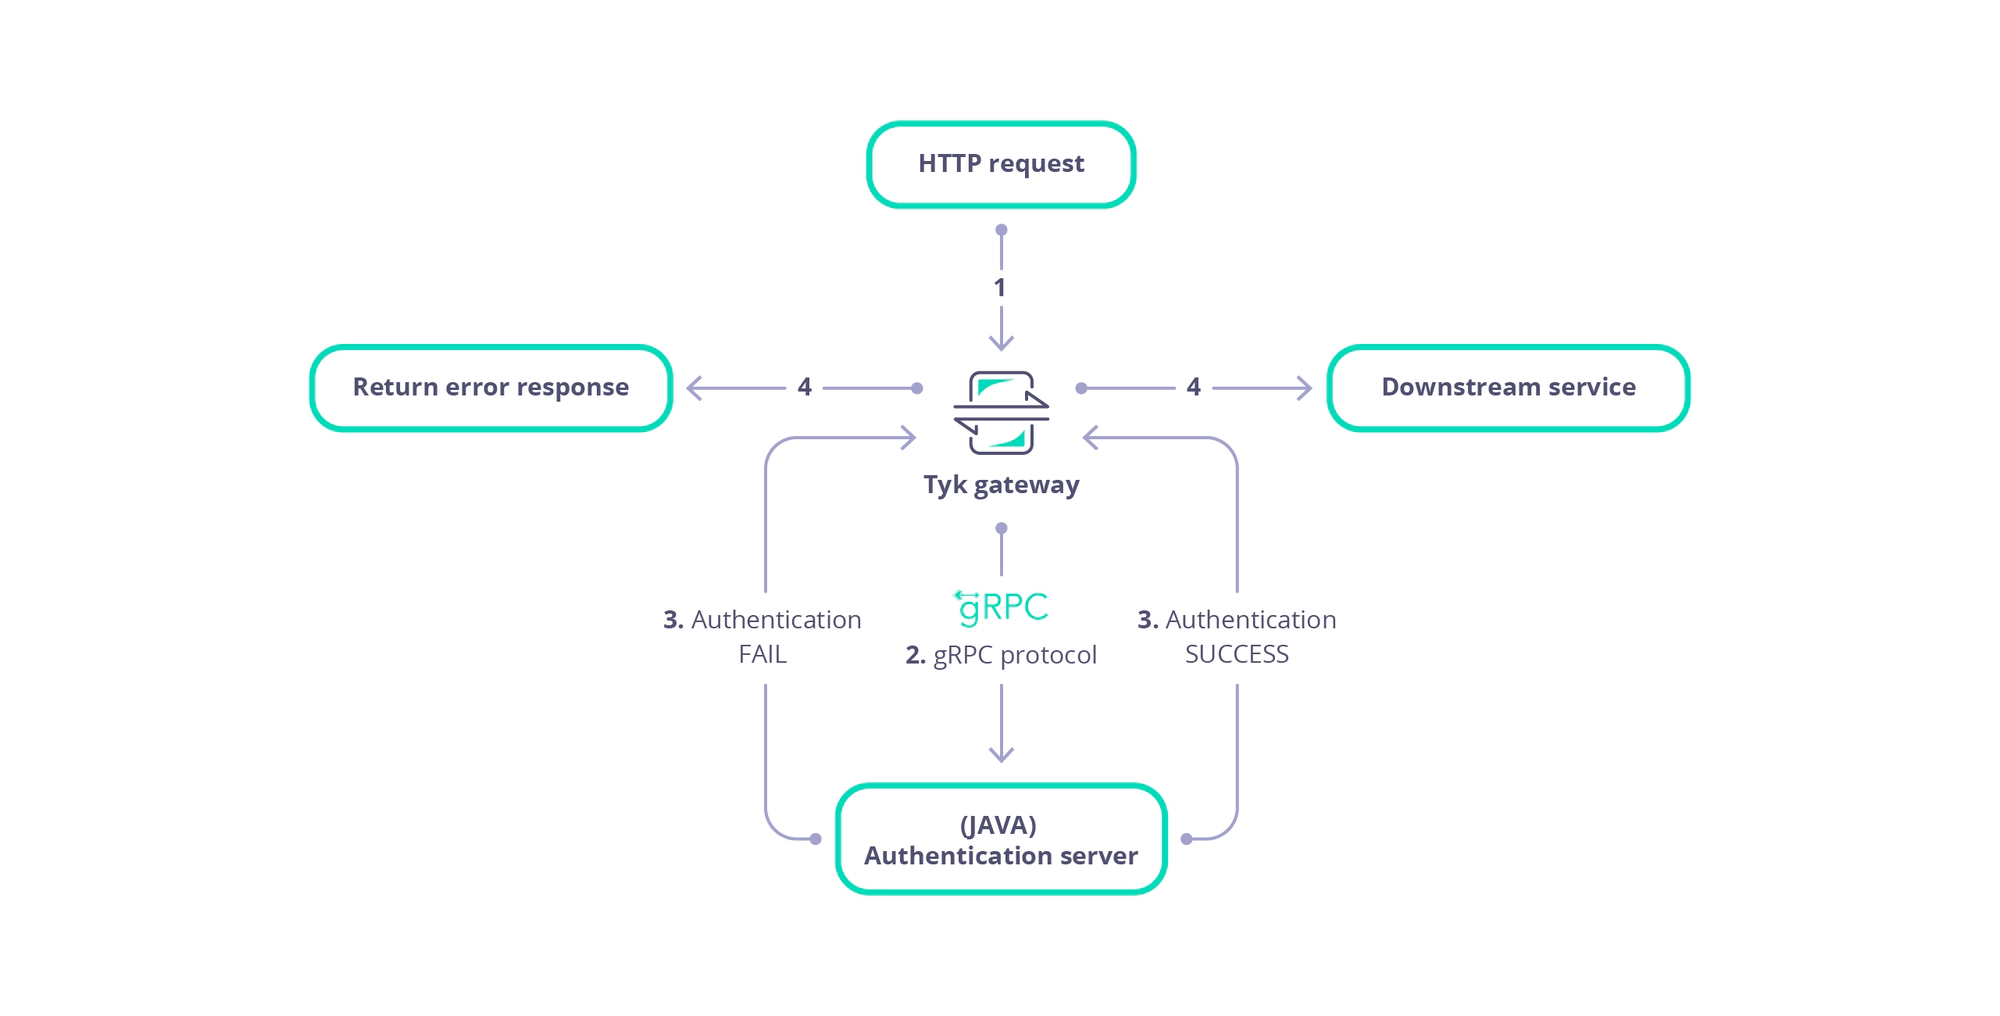 HTTP request
1
Return error response
4
4
Downstream service
Tyk gateway
3. Authentication
FAIL
gRPC
2. gRPC protocol
3. Authentication
SUCCESS
(JAVA)
Authentication server